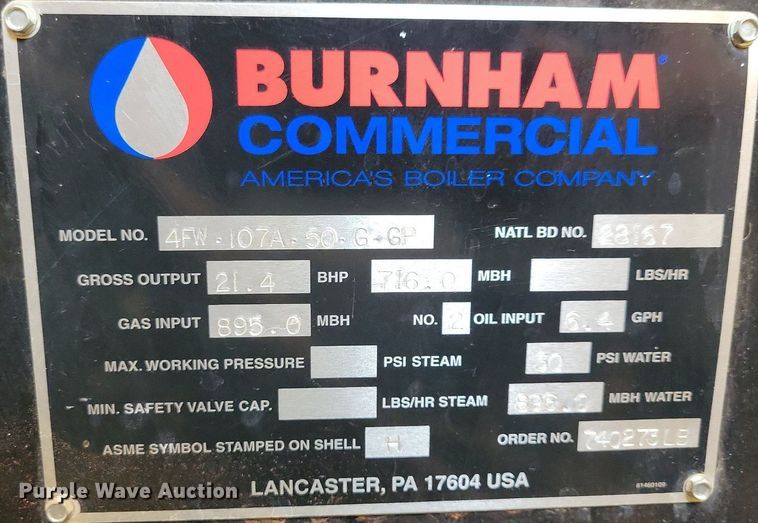 BURNHAM®
COMMERCIAL
AMERICA'S BOILER COMPANY
MODEL NO. 4FW·107A·50·G·GP NATL BD NO. 28167
GROSS OUTPUT 21.4 BHP 716.0 MBH LBS/HR
GAS INPUT 895.0 MBH NO. 2 OIL INPUT 6.4 GPH
MAX. WORKING PRESSURE PSI STEAM PSI WATER
MIN. SAFETY VALVE CAP. LBS/HR STEAM MBH WATER
ASME SYMBOL STAMPED ON SHELL H ORDER NO. 740273LB
LANCASTER, PA 17604 USA
81460109
Purple Wave Auction